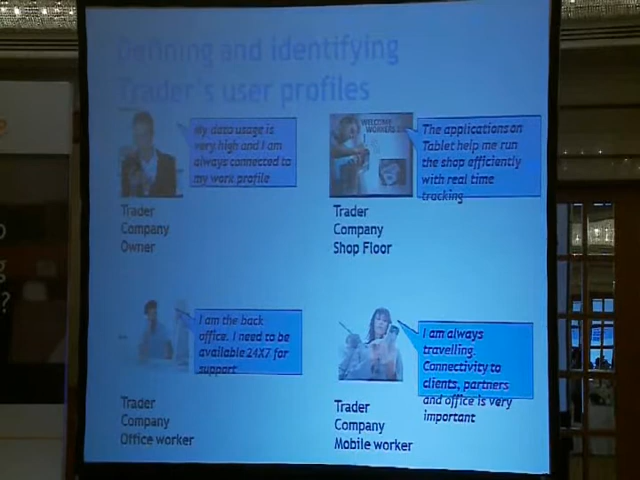 Defining and identifying
Trader's user profiles
My data usage is
very high and I am
always connected to
my work profile
The applications on
Tablet help me run
the shop efficiently
with real time
tracking
WELCOME
Trader
Company
Owner
Trader
Company
Shop Floor
I am the back
office. I need to be
available 24X7 for
support
I am always
travelling.
Connectivity to
clients, partners
and office is very
important
Trader
Company
Office worker
Trader
Company
Mobile worker
?